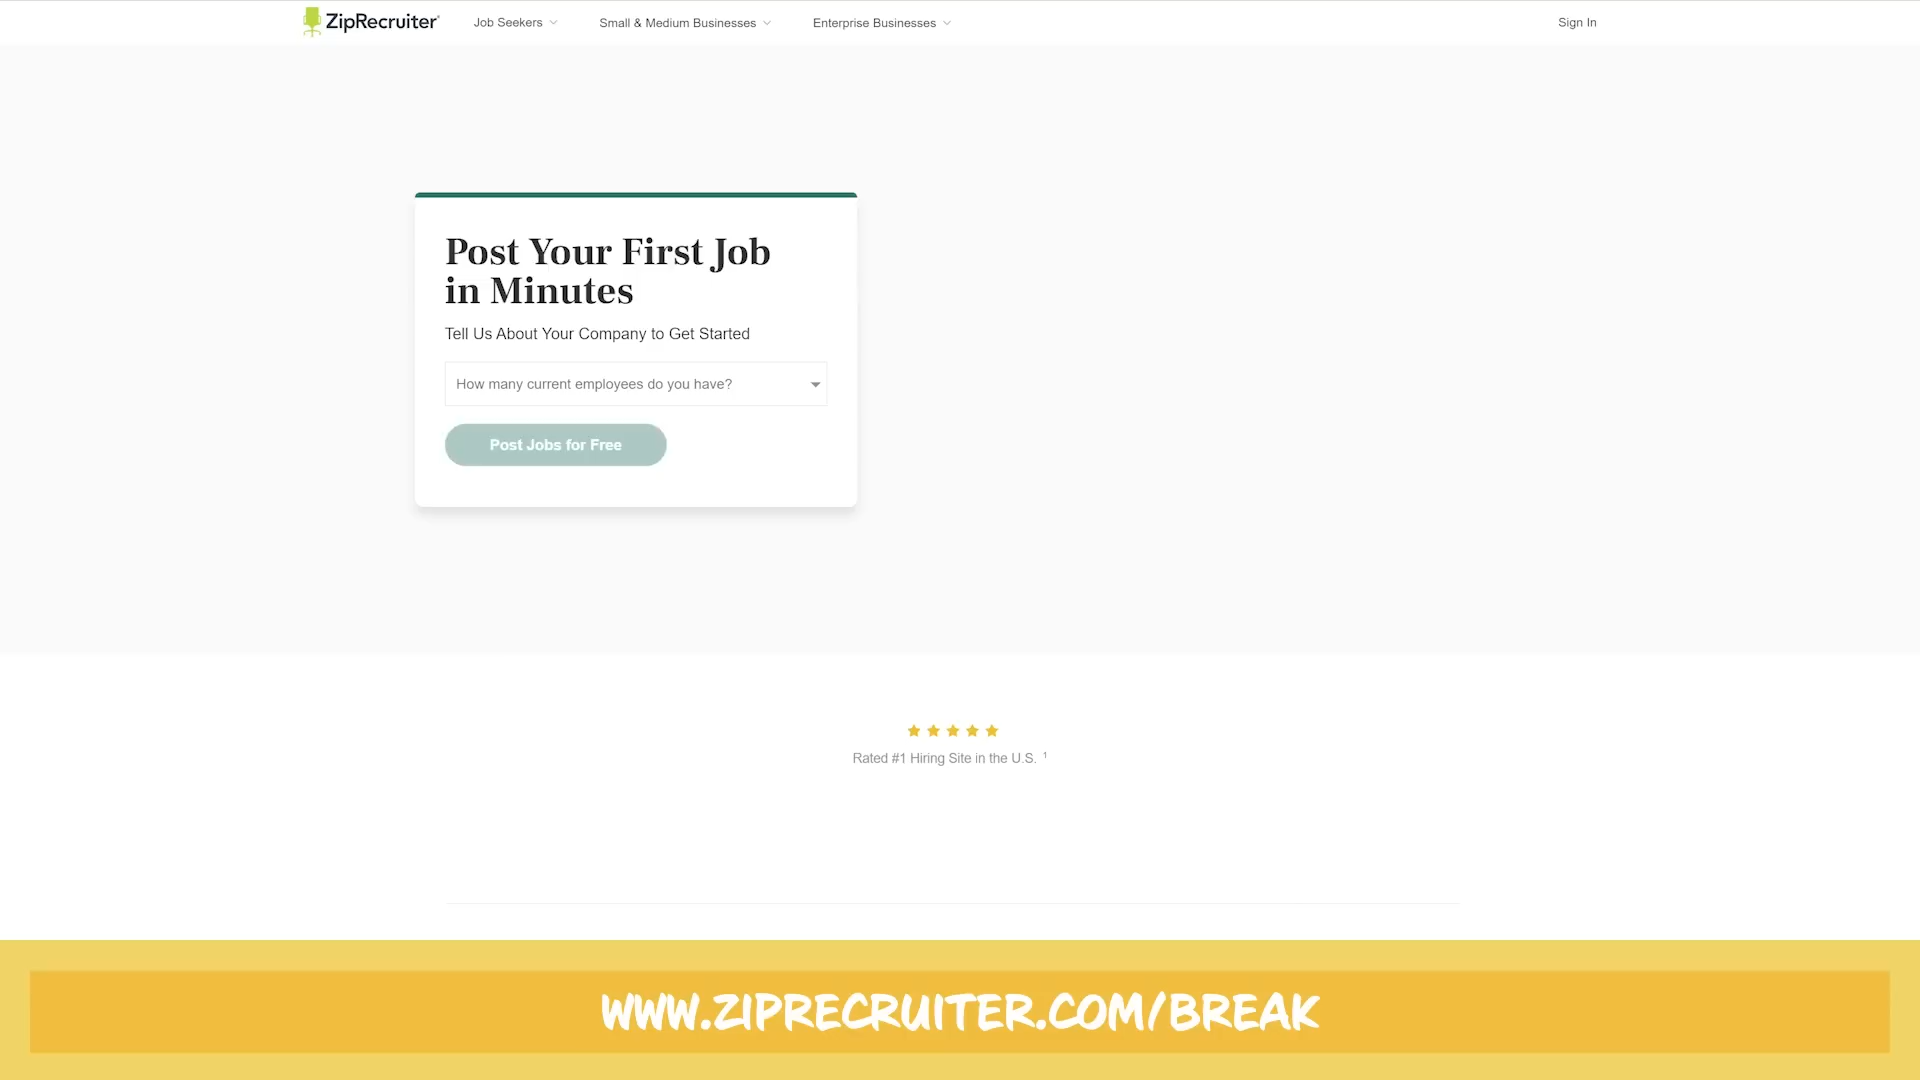 ZipRecruiter
Job Seekers
Small & Medium Businesses
Enterprise Businesses
Sign In
Post Your First Job
in Minutes
Tell Us About Your Company to Get Started
How many current employees do you have?
Post Jobs for Free
Rated #1 Hiring Site in the U.S. 1
WWW.ZIPRECRUITER.COM/BREAK